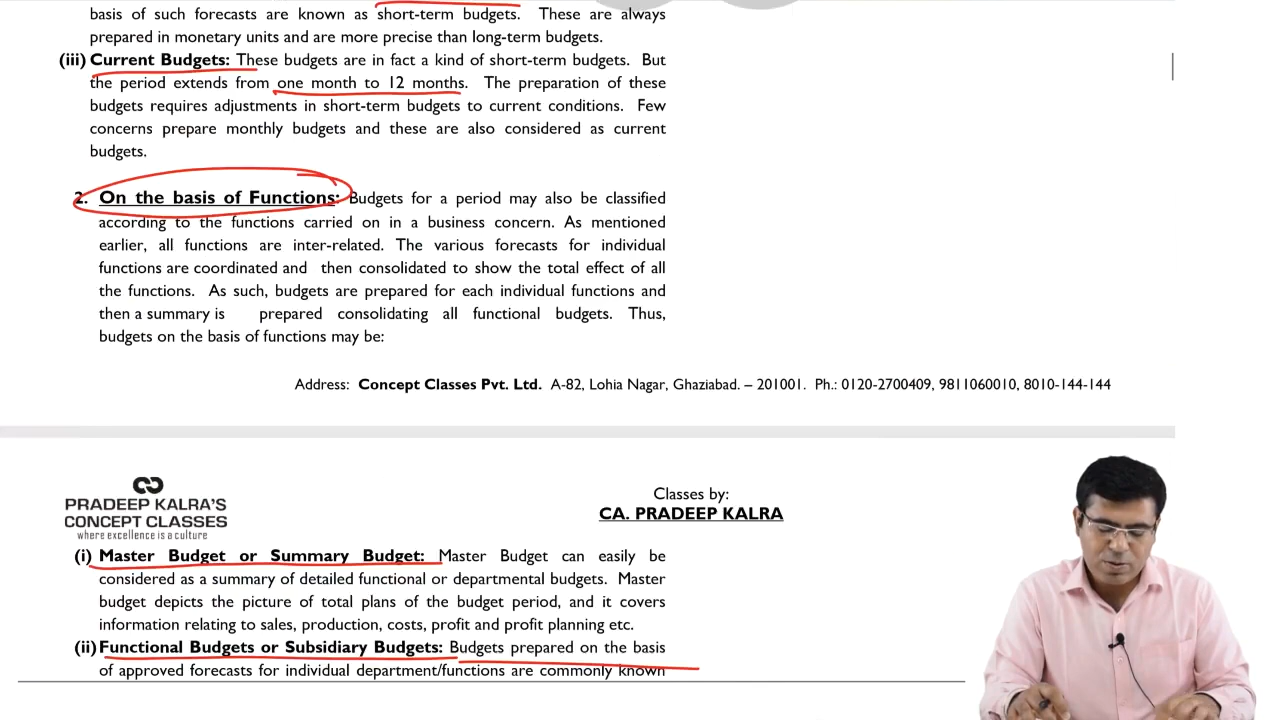 basis of such forecasts are known as short-term budgets. These are always
prepared in monetary units and are more precise than long-term budgets.
(iii) Current Budgets: These budgets are in fact a kind of short-term budgets. But
the period extends from one month to 12 months. The preparation of these
budgets requires adjustments in short-term budgets to current conditions. Few
concerns prepare monthly budgets and these are also considered as current
budgets.
2. On the basis of Functions: Budgets for a period may also be classified
according to the functions carried on in a business concern. As mentioned
earlier, all functions are inter-related. The various forecasts for individual
functions are coordinated and then consolidated to show the total effect of all
the functions. As such, budgets are prepared for each individual functions and
then a summary is prepared consolidating all functional budgets. Thus,
budgets on the basis of functions may be:
Address: Concept Classes Pvt. Ltd. A-82, Lohia Nagar, Ghaziabad. – 201001. Ph.: 0120-2700409, 9811060010, 8010-144-144
PRADEEP KALRA'S
CONCEPT CLASSES
where excellence is a culture
Classes by:
CA. PRADEEP KALRA
(i) Master Budget or Summary Budget: Master Budget can easily be
considered as a summary of detailed functional or departmental budgets. Master
budget depicts the picture of total plans of the budget period, and it covers
information relating to sales, production, costs, profit and profit planning etc.
(ii) Functional Budgets or Subsidiary Budgets: Budgets prepared on the basis
of approved forecasts for individual department/functions are commonly known